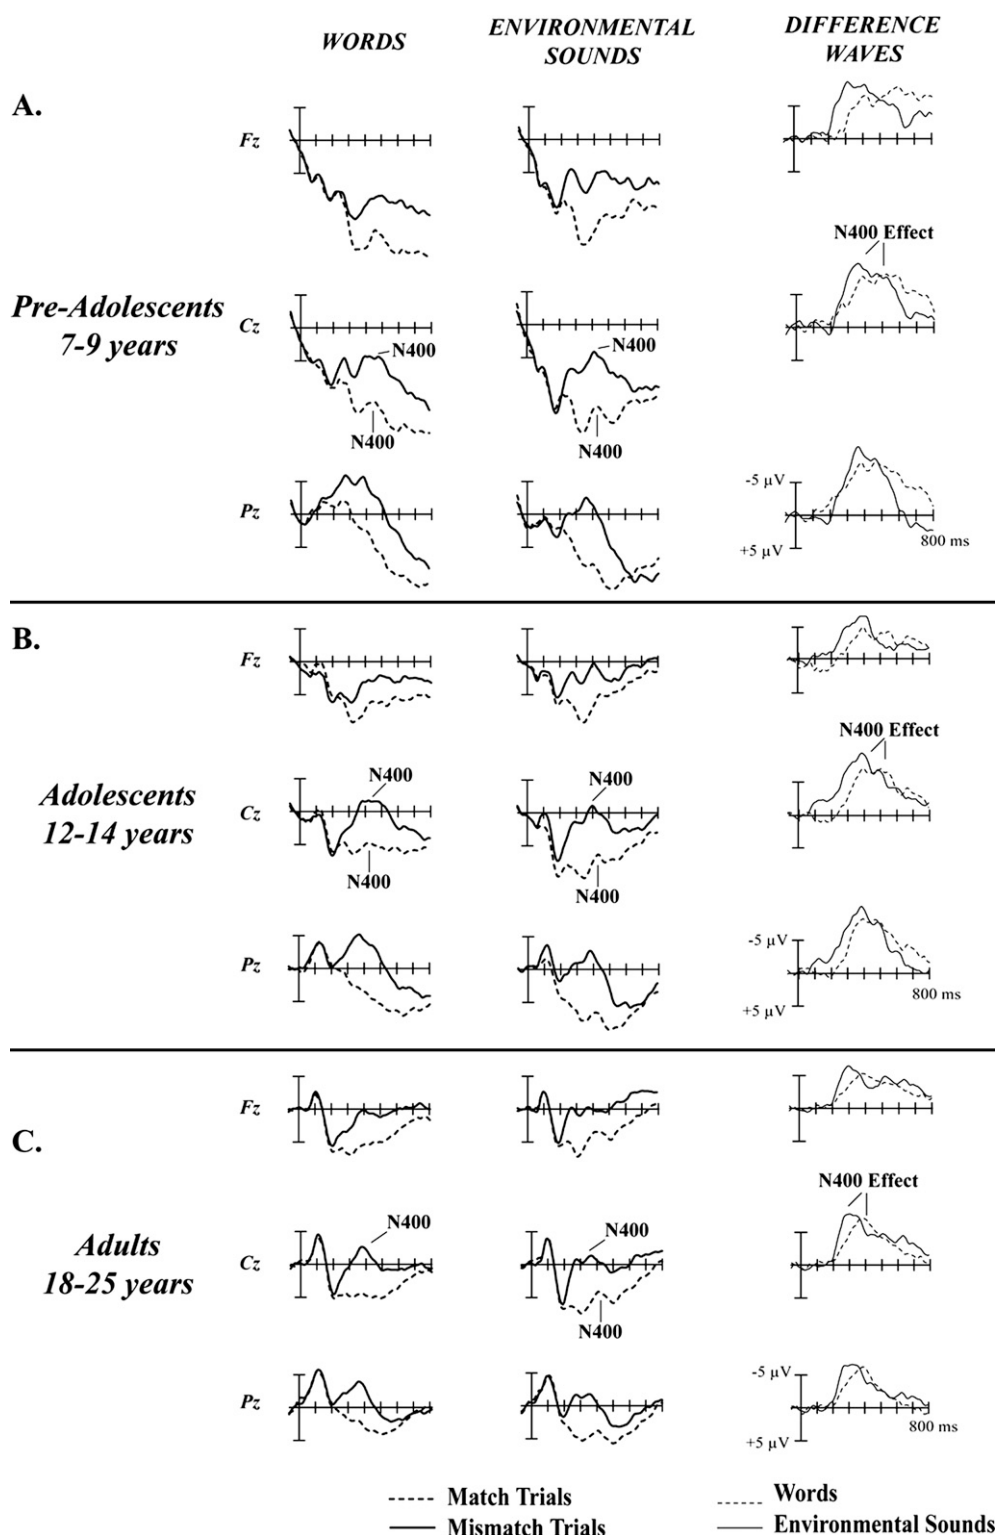 WORDS
ENVIRONMENTAL
SOUNDS
DIFFERENCE
WAVES
A.
Fz
N400 Effect
Pre-Adolescents
7-9 years
Cz
N400
N400
N400
N400
Pz
-5 µV
+5 µV
800 ms
B.
Fz
N400 Effect
Adolescents
12-14 years
Cz
N400
N400
N400
N400
Pz
-5 µV
+5 µV
800 ms
C.
Fz
N400 Effect
Adults
18-25 years
Cz
N400
N400
N400
Pz
-5 µV
+5 µV
800 ms
Match Trials
Mismatch Trials
Words
Environmental Sounds